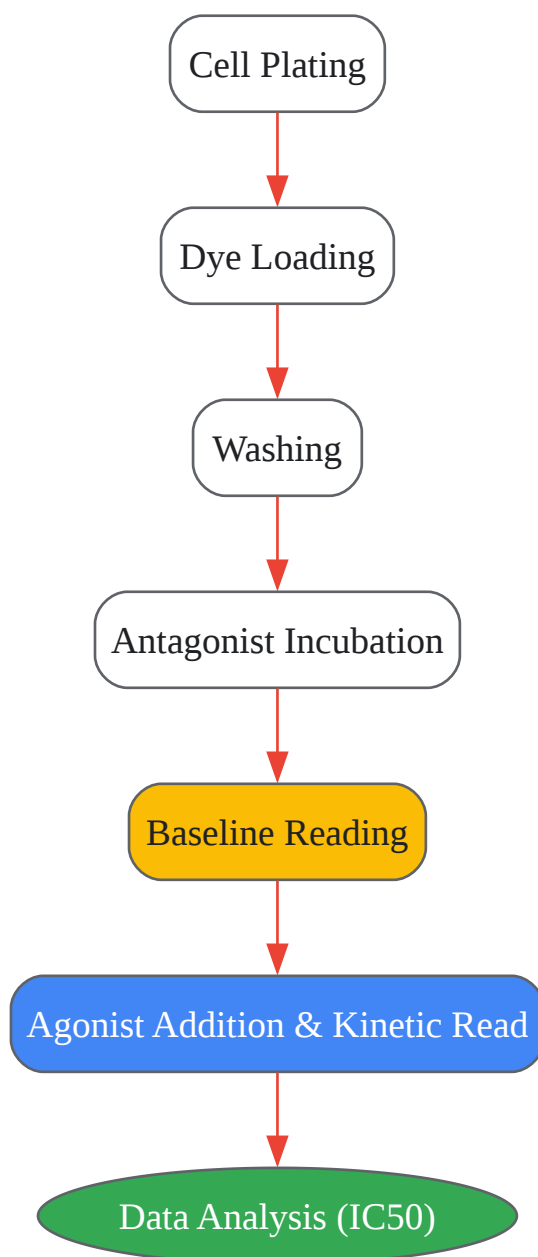 Cell Plating
Dye Loading
Washing
Antagonist Incubation
Baseline Reading
Agonist Addition & Kinetic Read
Data Analysis (IC50)